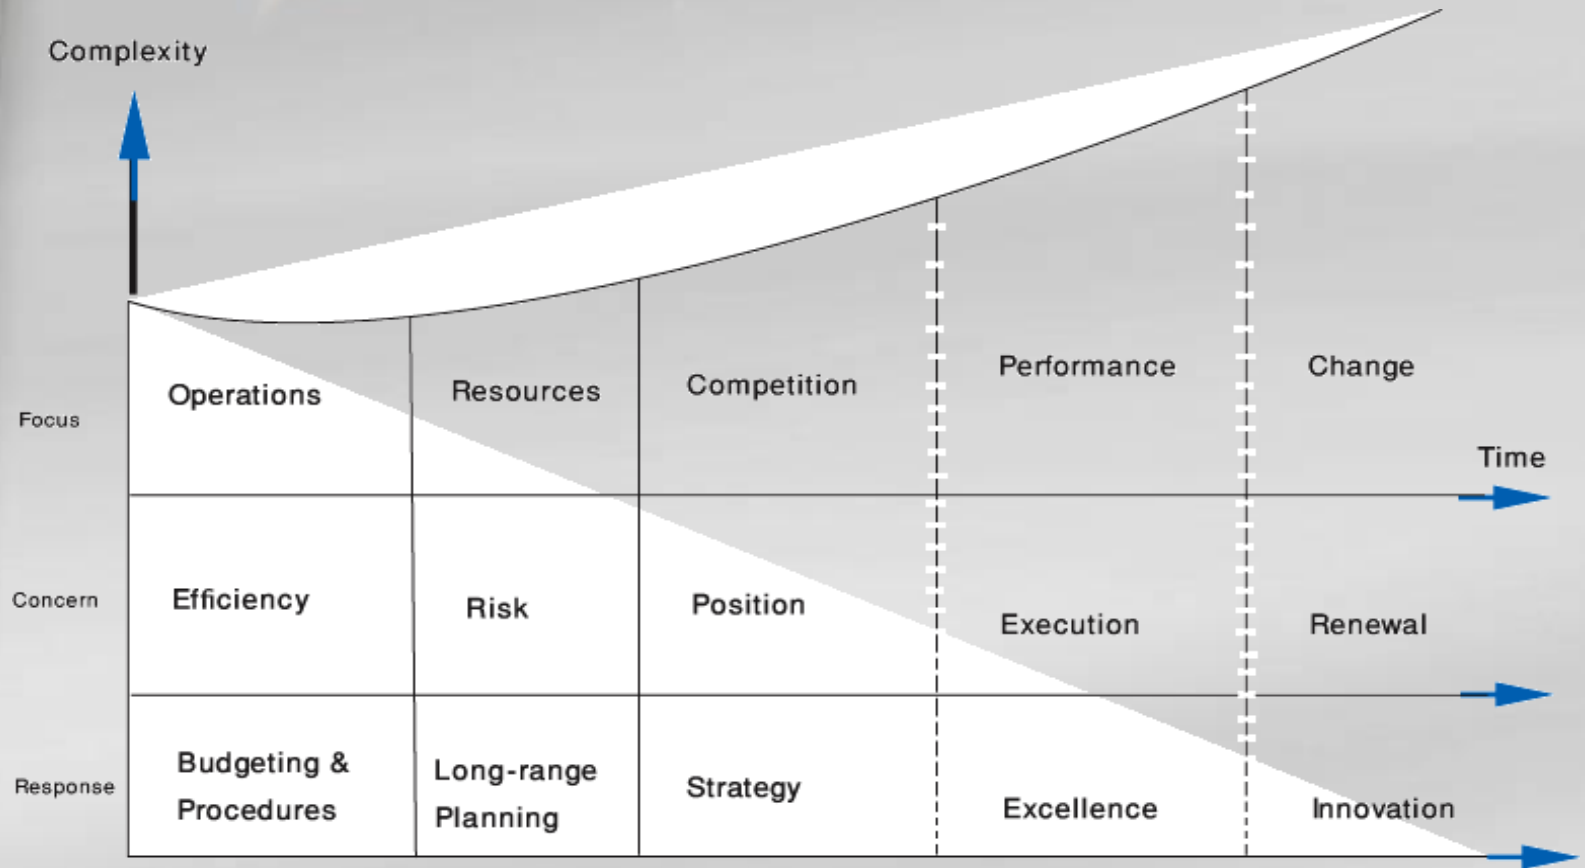 Complexity
Operations
Resources
Competition
Performance
Change
Focus
Time
Efficiency
Risk
Position
Execution
Renewal
Concern
Budgeting &
Procedures
Long-range
Planning
Strategy
Excellence
Innovation
Response